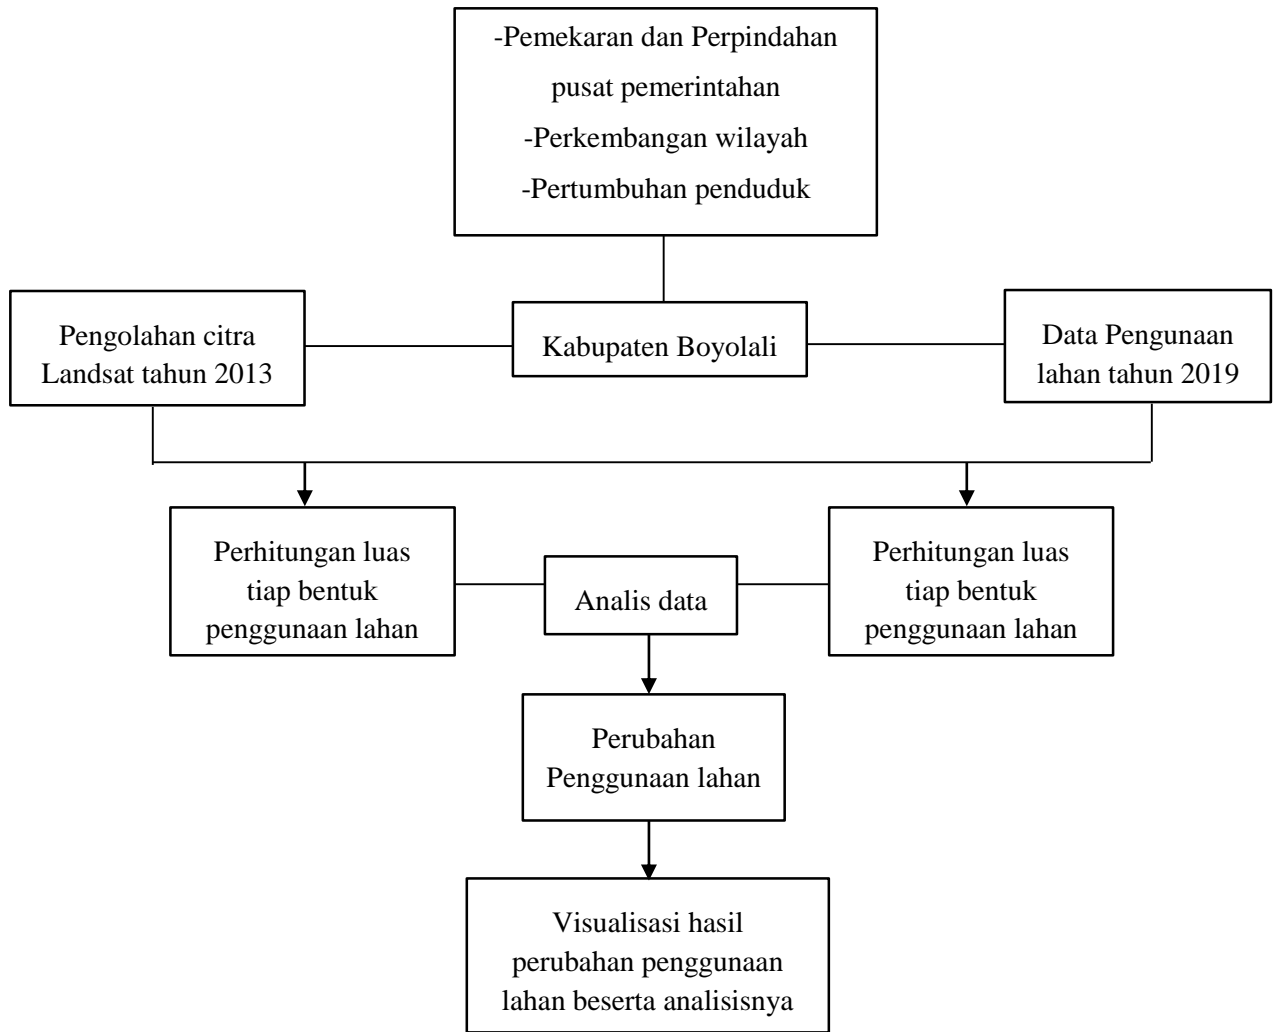 -Pemekaran dan Perpindahan
pusat pemerintahan
-Perkembangan wilayah
-Pertumbuhan penduduk
Pengolahan citra
Landsat tahun 2013
Kabupaten Boyolali
Data Pengunaan
lahan tahun 2019
Perhitungan luas
tiap bentuk
penggunaan lahan
Analis data
Perhitungan luas
tiap bentuk
penggunaan lahan
Perubahan
Penggunaan lahan
Visualisasi hasil
perubahan penggunaan
lahan beserta analisisnya